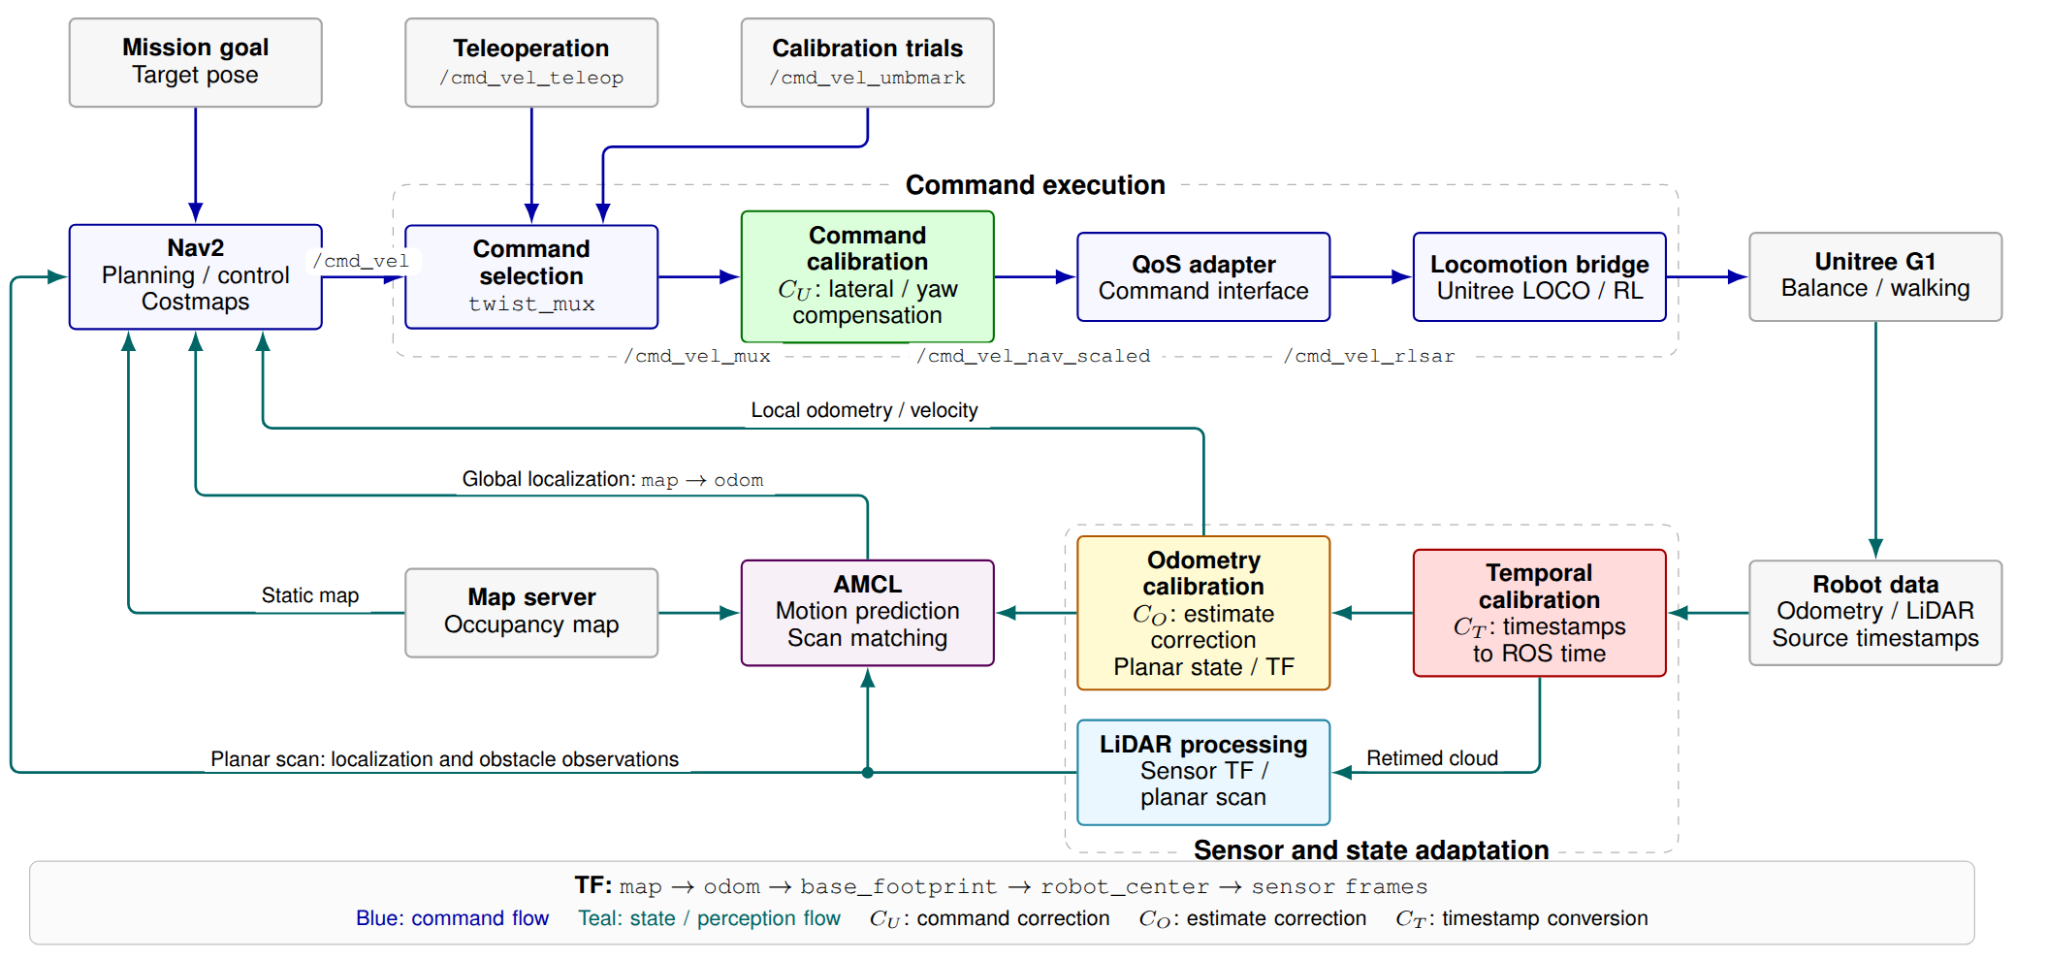 Mission goal
Target pose
Teleoperation
/cmd_vel_teleop
Calibration trials
/cmd_vel_umbmark
Command execution
Nav2
Planning / control
Costmaps
/cmd_vel
Command
selection
twist_mux
Command
calibration
C_U: lateral / yaw
compensation
QoS adapter
Command interface
Locomotion bridge
Unitree LOCO / RL
Unitree G1
Balance / walking
/cmd_vel_mux
/cmd_vel_nav_scaled
/cmd_vel_rlsar
Local odometry / velocity
Global localization: map → odom
Static map
Map server
Occupancy map
AMCL
Motion prediction
Scan matching
Odometry
calibration
C_O: estimate
correction
Planar state / TF
Temporal
calibration
C_T: timestamps
to ROS time
Robot data
Odometry / LiDAR
Source timestamps
Planar scan: localization and obstacle observations
LiDAR processing
Sensor TF /
planar scan
Retimed cloud
Sensor and state adaptation
TF: map → odom → base_footprint → robot_center → sensor frames
Blue: command flow Teal: state / perception flow C_U: command correction C_O: estimate correction C_T: timestamp conversion